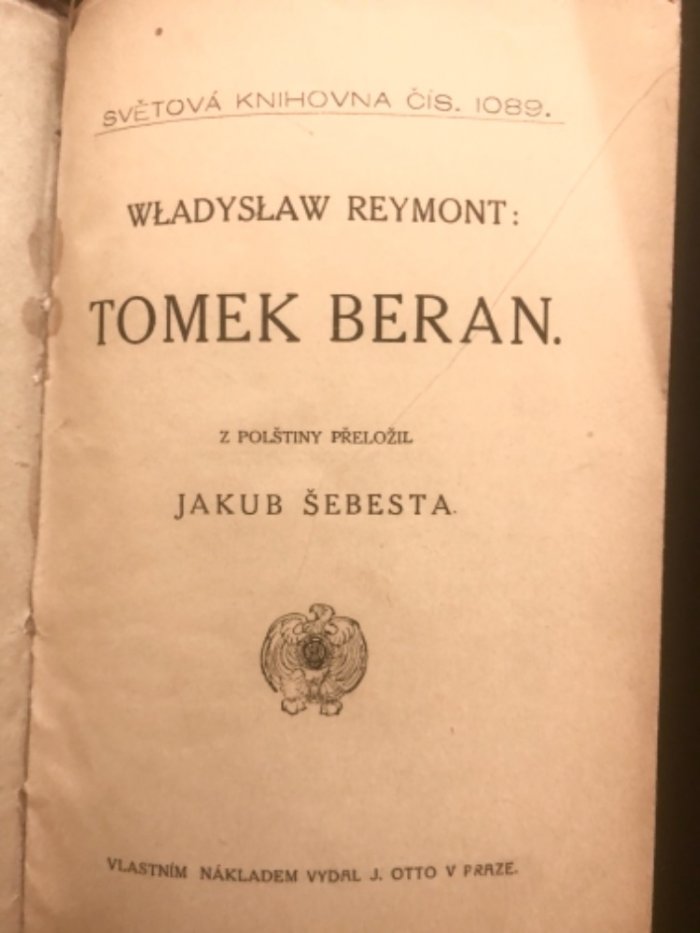 SVĚTOVÁ KNIHOVNA ČÍS. 1089.
WŁADYSŁAW REYMONT:
TOMEK BERAN.
Z POLŠTINY PŘELOŽIL
JAKUB ŠEBESTA.
VLASTNÍM NÁKLADEM VYDAL J. OTTO V PRAZE.